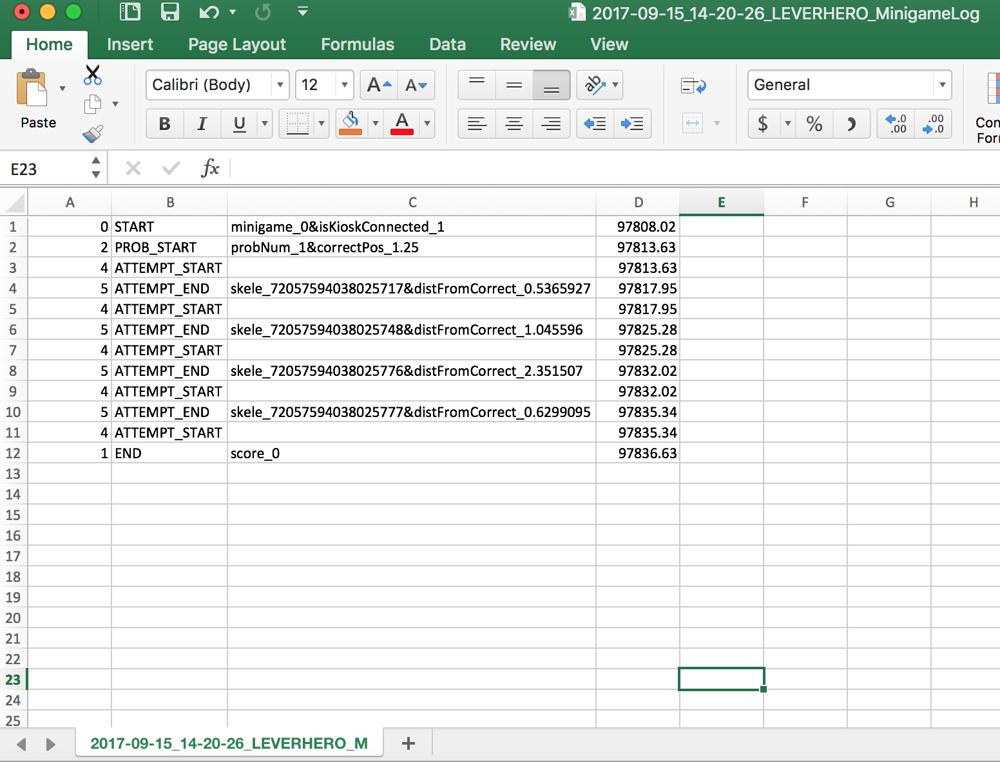 2017-09-15_14-20-26_LEVERHERO_MinigameLog
Home Insert Page Layout Formulas Data Review View
Paste
Calibri (Body) 12 A A ab General
B I U A $ % .0 .00 .00 .0
Con
For
E23 fx
A B C D E F G H
1 0 START minigame_0&isKioskConnected_1 97808.02
2 2 PROB_START probNum_1&correctPos_1.25 97813.63
3 4 ATTEMPT_START 97813.63
4 5 ATTEMPT_END skele_72057594038025717&distFromCorrect_0.5365927 97817.95
5 4 ATTEMPT_START 97817.95
6 5 ATTEMPT_END skele_72057594038025748&distFromCorrect_1.045596 97825.28
7 4 ATTEMPT_START 97825.28
8 5 ATTEMPT_END skele_72057594038025776&distFromCorrect_2.351507 97832.02
9 4 ATTEMPT_START 97832.02
10 5 ATTEMPT_END skele_72057594038025777&distFromCorrect_0.6299095 97835.34
11 4 ATTEMPT_START 97835.34
12 1 END score_0 97836.63
13
14
15
16
17
18
19
20
21
22
23
24
25
2017-09-15_14-20-26_LEVERHERO_M +